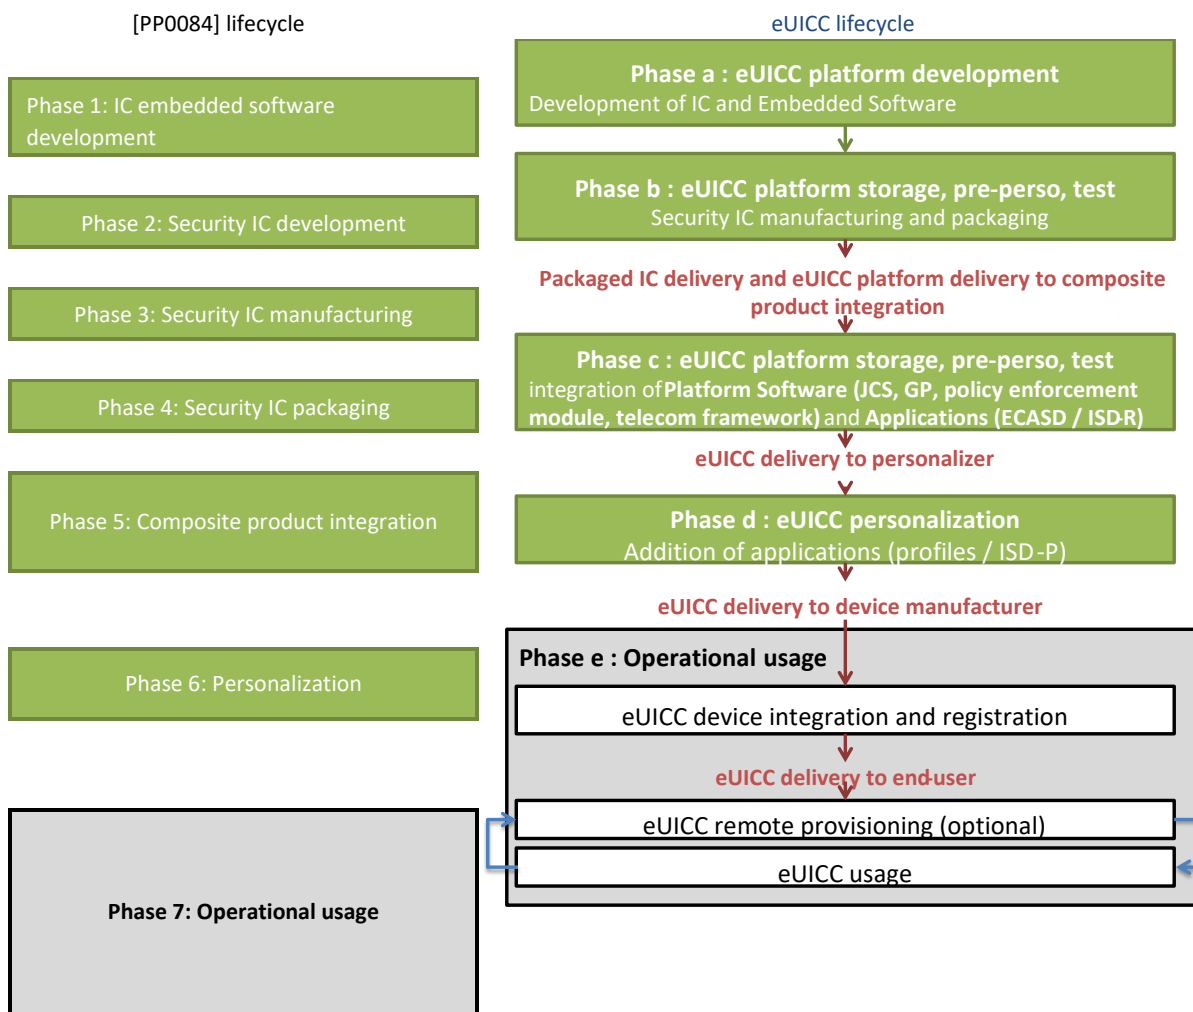 [PP0084] lifecycle
Phase 1: IC embedded software
development
Phase 2: Security IC development
Phase 3: Security IC manufacturing
Phase 4: Security IC packaging
Phase 5: Composite product integration
Phase 6: Personalization
Phase 7: Operational usage
eUICC lifecycle
Phase a : eUICC platform development
Development of IC and Embedded Software
Phase b : eUICC platform storage, pre-perso, test
Security IC manufacturing and packaging
Packaged IC delivery and eUICC platform delivery to composite
product integration
Phase c : eUICC platform storage, pre-perso, test
integration of Platform Software (JCS, GP, policy enforcement
module, telecom framework) and Applications (ECASD / ISD-R)
eUICC delivery to personalizer
Phase d : eUICC personalization
Addition of applications (profiles / ISD-P)
eUICC delivery to device manufacturer
Phase e : Operational usage
eUICC device integration and registration
eUICC delivery to end-user
eUICC remote provisioning (optional)
eUICC usage